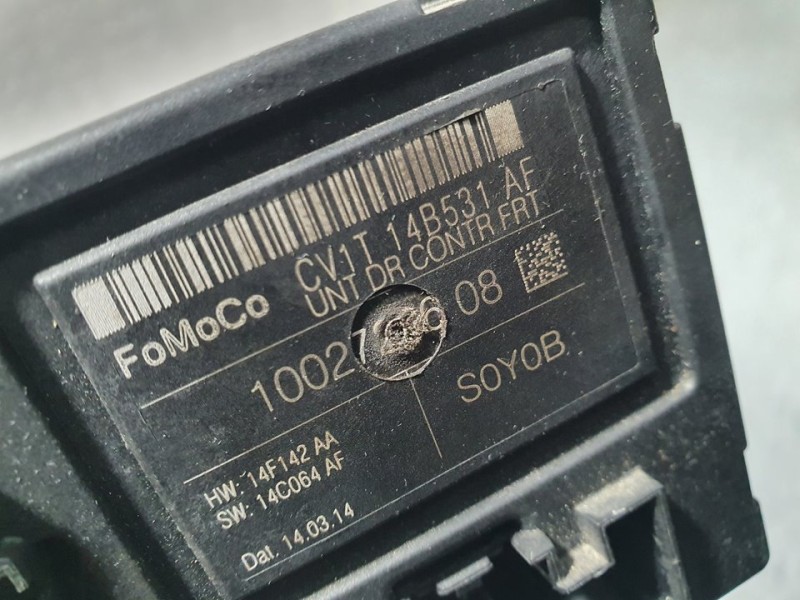 FoMoCo CV1T 14B531 AF
UNT DR CONTR FRT
S0Y0B
HW: 14F142 AA
SW: 14C064 AF
Dat. 14.03.14